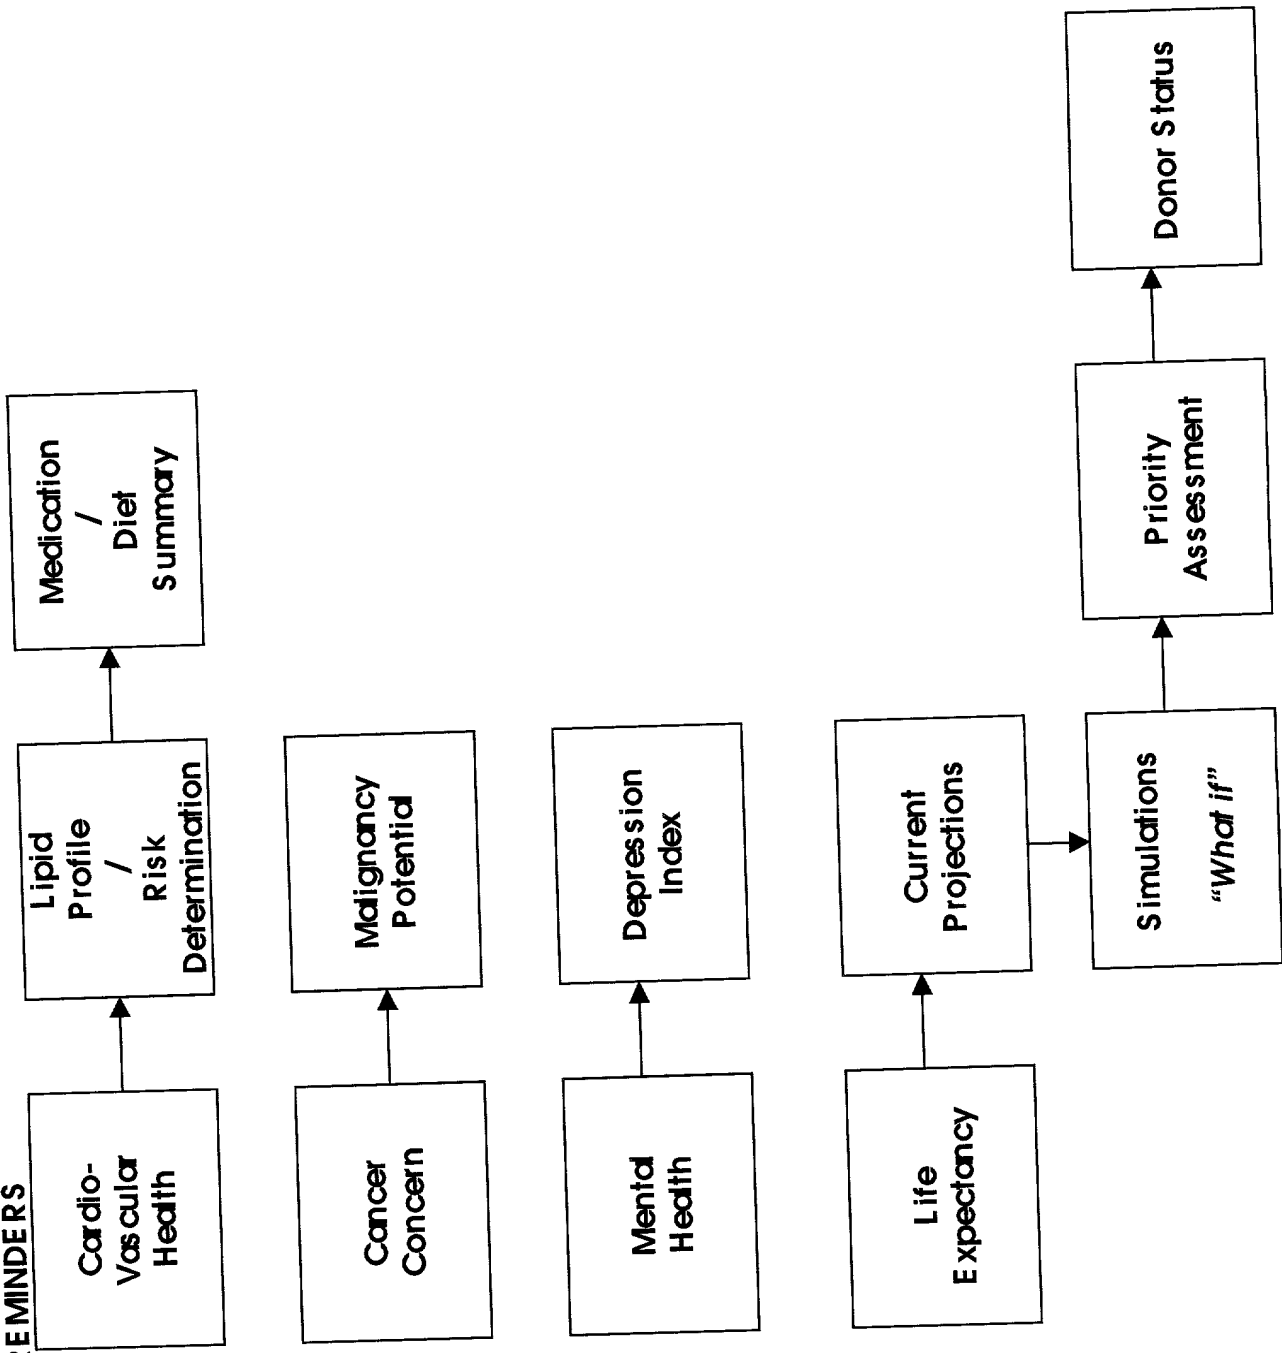 REMINDERS
Cardio-
Vascular
Health
Lipid
Profile
/
Risk
Determination
Medication
/
Diet
Summary
Cancer
Concern
Malignancy
Potential
Mental
Health
Depression
Index
Life
Expectancy
Current
Projections
Simulations
“What if”
Priority
Assessment
Donor Status